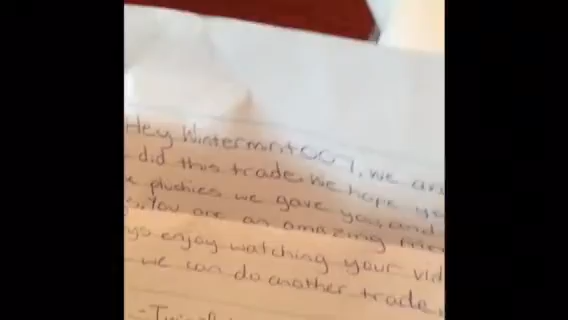 Hey Wintermint007, we are
did this trade. We hope
plushies we gave you, and
You are an amazing
enjoy watching your vid
we can do another trade,